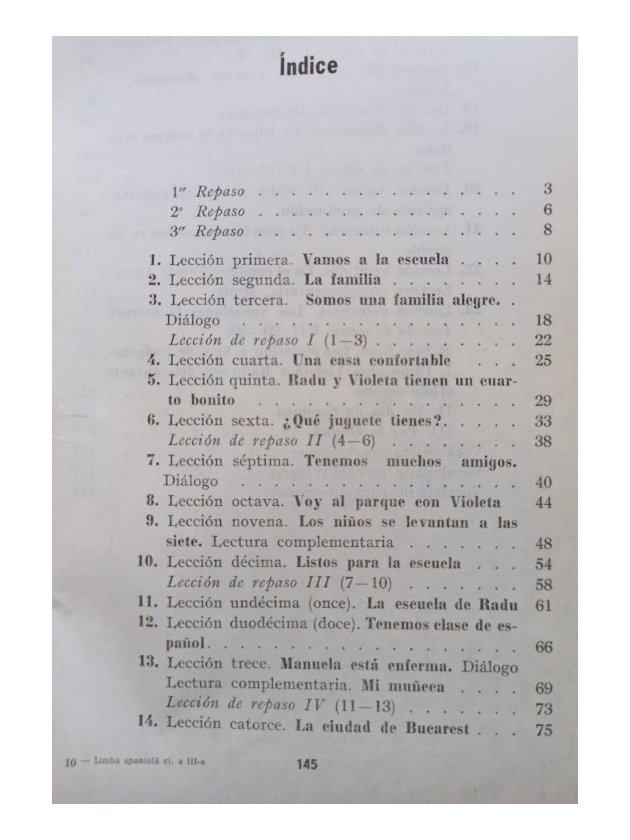 Índice
1er Repaso . . . . . . . . . . . . . . 3
2º Repaso . . . . . . . . . . . . . . 6
3er Repaso . . . . . . . . . . . . . . 8
1. Lección primera. Vamos a la escuela . . . . 10
2. Lección segunda. La familia . . . . . . . 14
3. Lección tercera. Somos una familia alegre. .
Diálogo . . . . . . . . . . . . . . . 18
Lección de repaso I (1—3) . . . . . . . . 22
4. Lección cuarta. Una casa confortable . . . 25
5. Lección quinta. Radu y Violeta tienen un cuar-
to bonito . . . . . . . . . . . . . . 29
6. Lección sexta. ¿Qué juguete tienes?. . . . . 33
Lección de repaso II (4—6) . . . . . . . 38
7. Lección séptima. Tenemos muchos amigos.
Diálogo . . . . . . . . . . . . . . . 40
8. Lección octava. Voy al parque con Violeta 44
9. Lección novena. Los niños se levantan a las
siete. Lectura complementaria . . . . . . . 48
10. Lección décima. Listos para la escuela . . . 54
Lección de repaso III (7—10) . . . . . . . 58
11. Lección undécima (once). La escuela de Radu 61
12. Lección duodécima (doce). Tenemos clase de es-
pañol. . . . . . . . . . . . . . . . . 66
13. Lección trece. Manuela está enferma. Diálogo
Lectura complementaria. Mi muñeca . . . . 69
Lección de repaso IV (11—13) . . . . . . . 73
14. Lección catorce. La ciudad de Bucarest . . . 75
10 — Limba spaniolă cl. a III-a
145